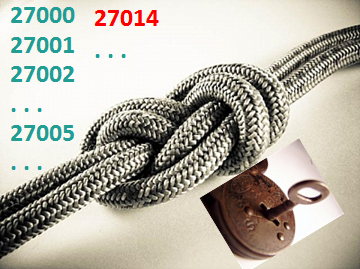 27000
27001
27002
. . .
27005
. . .
27014
. . .